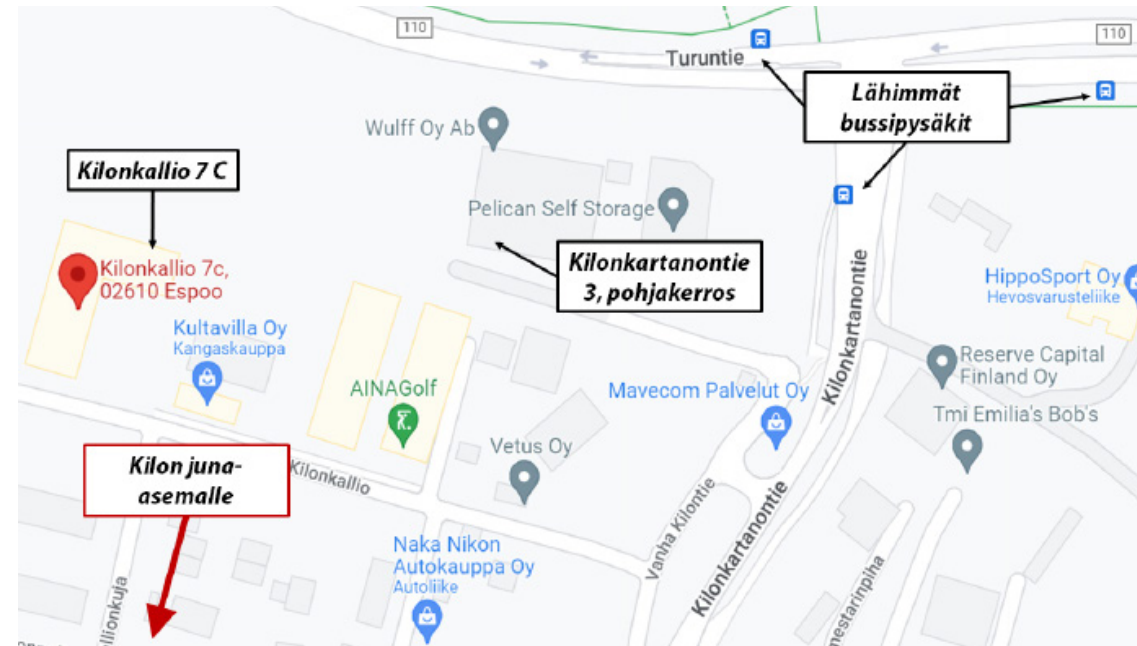 110
Turuntie
110
Lähimmät
bussipysäkit
Wulff Oy Ab
Kilonkallio 7 C
Pelican Self Storage
Kilonkartanontie
3, pohjakerros
Kilonkallio 7c,
02610 Espoo
HippoSport Oy
Hevosvarusteliike
Kultavilla Oy
Kangaskauppa
Kilonkartanontie
Reserve Capital
Finland Oy
AINAGolf
Mavecom Palvelut Oy
Tmi Emilia's Bob's
Vetus Oy
Kilon juna-
asemalle
Kilonkallio
Vanha Kilontie
Kilonkartanontie
Naka Nikon
Autokauppa Oy
Autoliike
ellionkuja
nestarinpiha